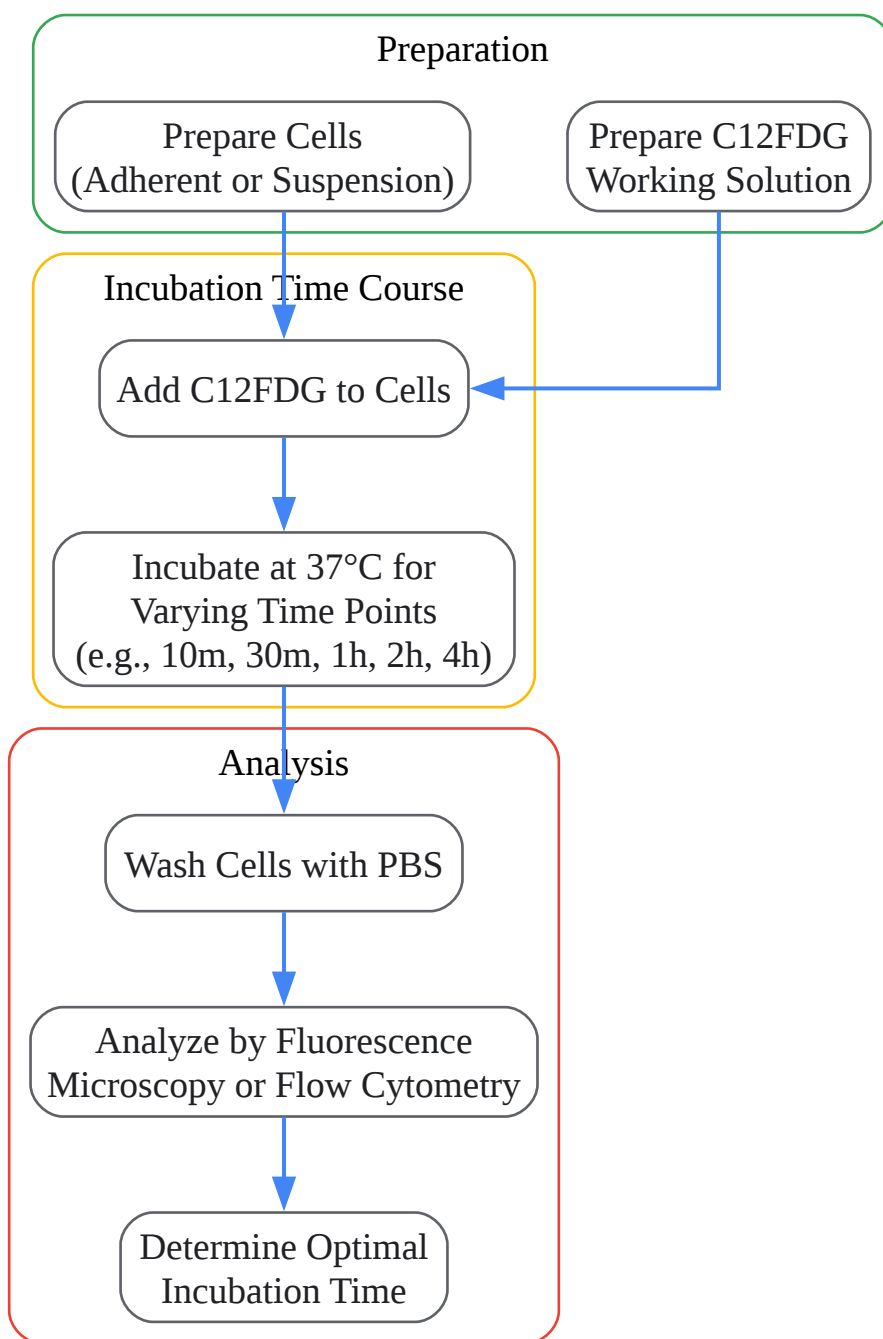 Preparation
Prepare Cells
(Adherent or Suspension)
Prepare C12FDG
Working Solution
Incubation Time Course
Add C12FDG to Cells
Incubate at 37°C for
Varying Time Points
(e.g., 10m, 30m, 1h, 2h, 4h)
Analysis
Wash Cells with PBS
Analyze by Fluorescence
Microscopy or Flow Cytometry
Determine Optimal
Incubation Time